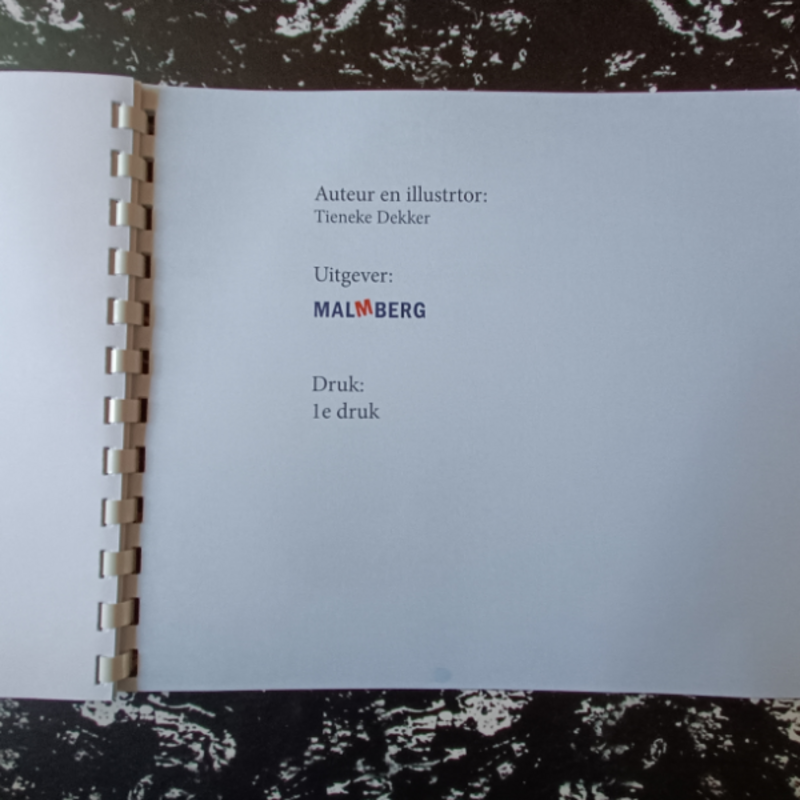 Auteur en illustrtor:
Tieneke Dekker
Uitgever:
MALMBERG
Druk:
1e druk